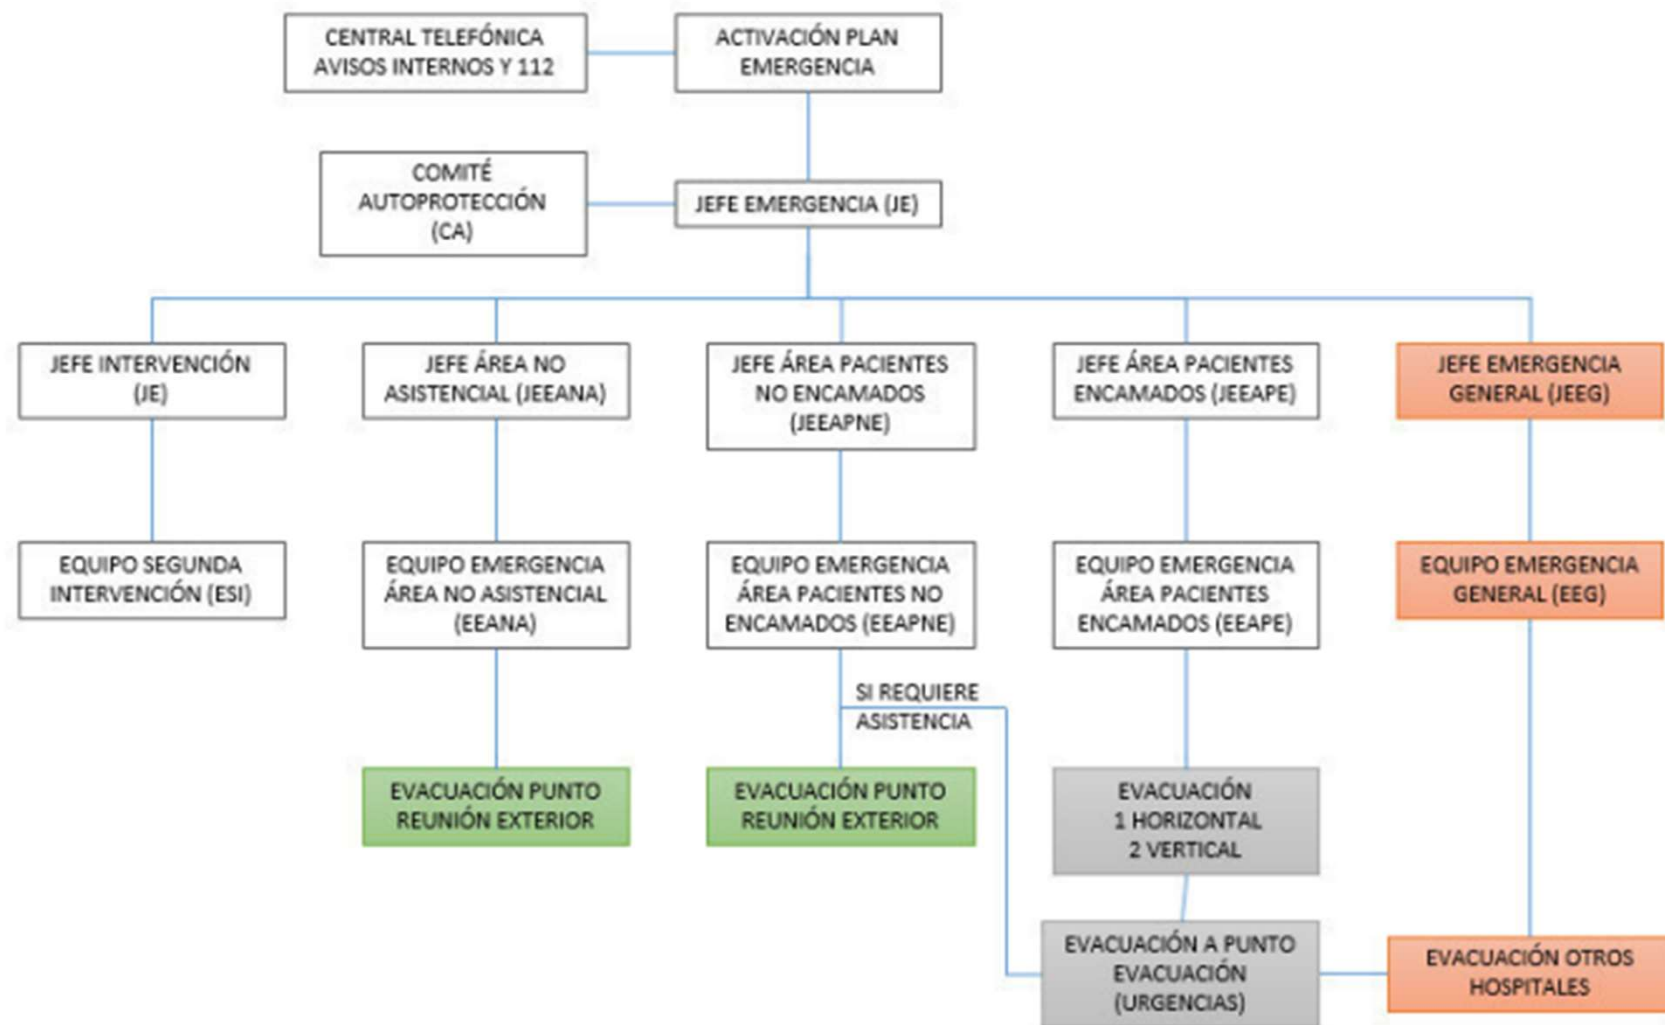 CENTRAL TELEFÓNICA
AVISOS INTERNOS Y 112
ACTIVACIÓN PLAN
EMERGENCIA
COMITÉ
AUTOPROTECCIÓN
(CA)
JEFE EMERGENCIA (JE)
JEFE INTERVENCIÓN
(JE)
JEFE ÁREA NO
ASISTENCIAL (JEEANA)
JEFE ÁREA PACIENTES
NO ENCAMADOS
(JEEAPNE)
JEFE ÁREA PACIENTES
ENCAMADOS (JEEAPE)
JEFE EMERGENCIA
GENERAL (JEEG)
EQUIPO SEGUNDA
INTERVENCIÓN (ESI)
EQUIPO EMERGENCIA
ÁREA NO ASISTENCIAL
(EEANA)
EQUIPO EMERGENCIA
ÁREA PACIENTES NO
ENCAMADOS (EEAPNE)
EQUIPO EMERGENCIA
ÁREA PACIENTES
ENCAMADOS (EEAPE)
EQUIPO EMERGENCIA
GENERAL (EEG)
SI REQUIERE
ASISTENCIA
EVACUACIÓN PUNTO
REUNIÓN EXTERIOR
EVACUACIÓN PUNTO
REUNIÓN EXTERIOR
EVACUACIÓN
1 HORIZONTAL
2 VERTICAL
EVACUACIÓN A PUNTO
EVACUACIÓN
(URGENCIAS)
EVACUACIÓN OTROS
HOSPITALES